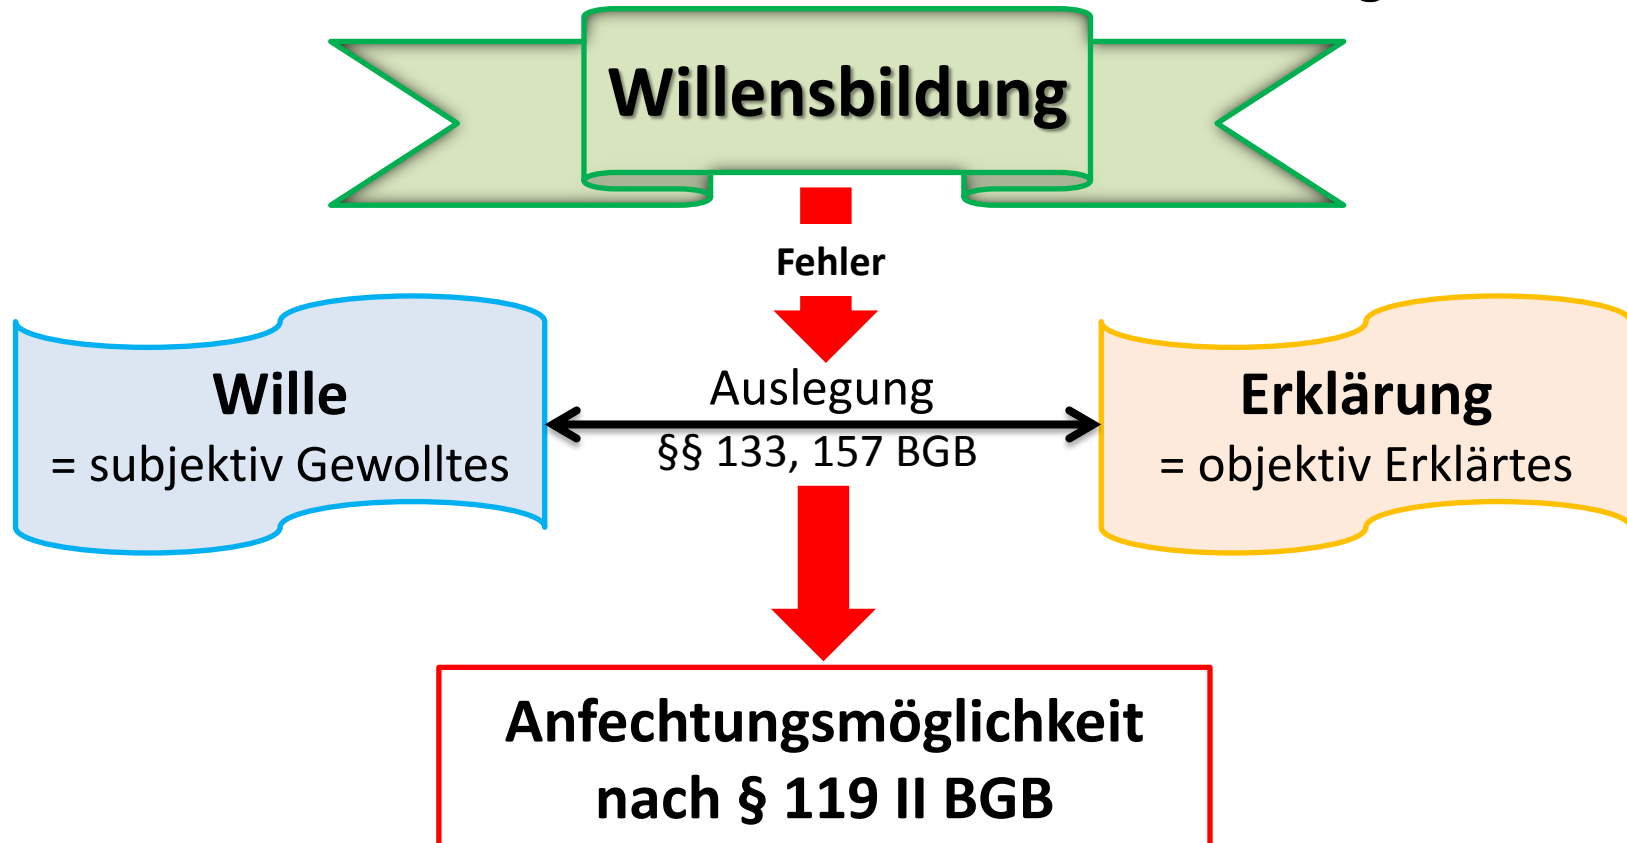 Willensbildung
Fehler
Wille
= subjektiv Gewolltes
Auslegung
§§ 133, 157 BGB
Erklärung
= objektiv Erklärtes
Anfechtungsmöglichkeit
nach § 119 II BGB